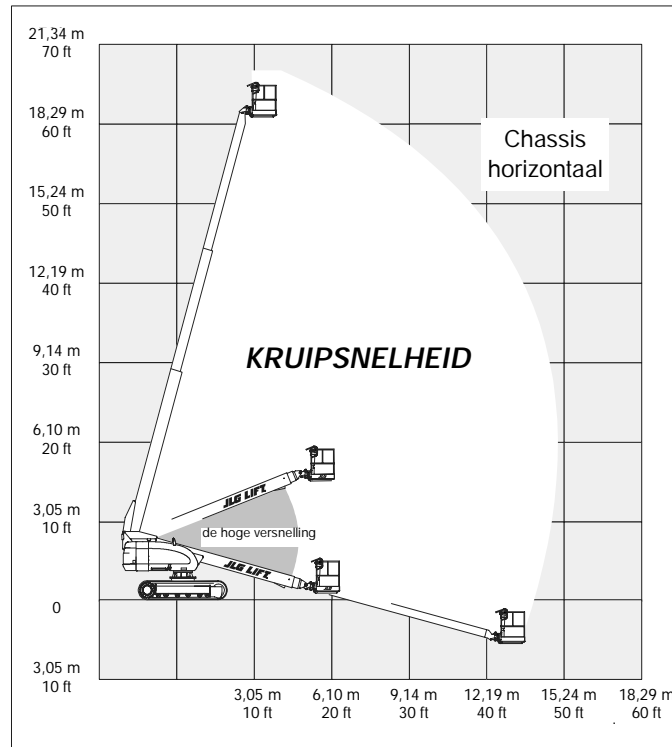 21,34 m
70 ft
18,29 m
60 ft
Chassis
horizontaal
15,24 m
50 ft
12,19 m
40 ft
9,14 m
30 ft
KRUIPSNELHEID
6,10 m
20 ft
JLG LIFT
3,05 m
10 ft
de hoge versnelling
JLG LIFT
0
3,05 m
10 ft
3,05 m 6,10 m 9,14 m 12,19 m 15,24 m 18,29 m
10 ft 20 ft 30 ft 40 ft 50 ft 60 ft